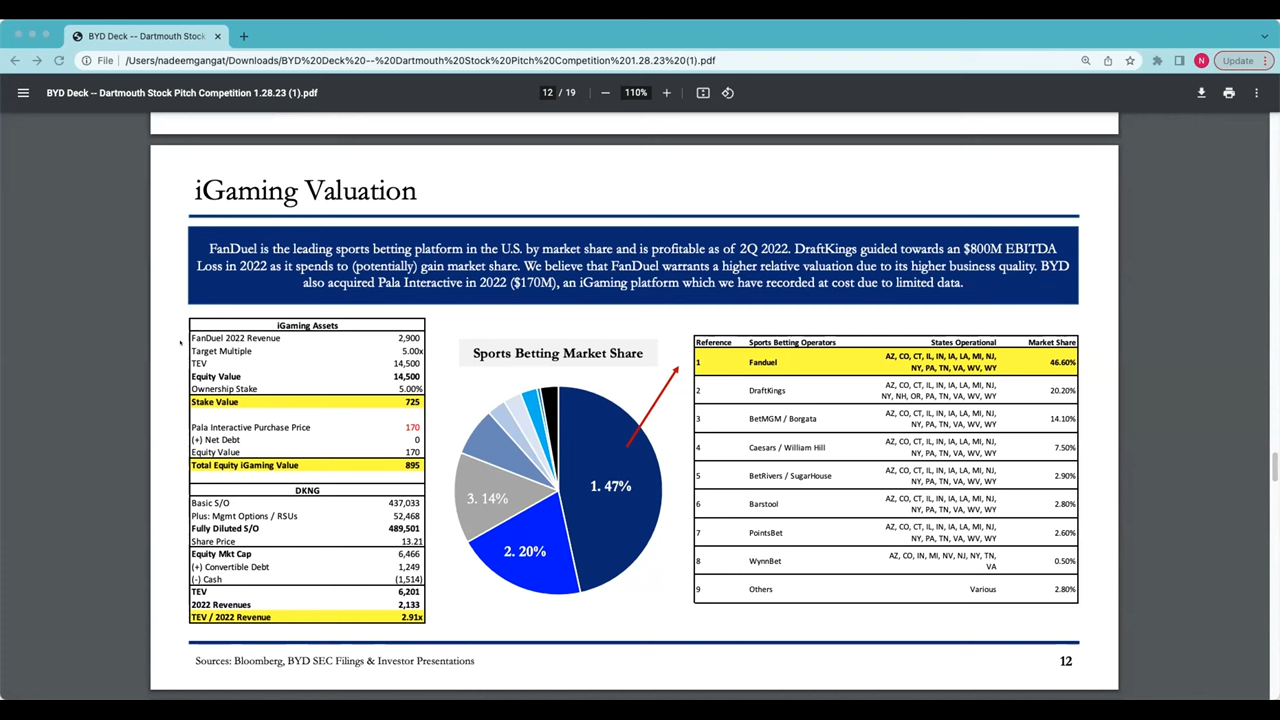 BYD Deck -- Dartmouth Stock
File /Users/nadeemgangat/Downloads/BYD%20Deck%20--%20Dartmouth%20Stock%20Pitch%20Competition%201.28.23%20(1).pdf
N Update
BYD Deck -- Dartmouth Stock Pitch Competition 1.28.23 (1).pdf
12 / 19
110%
iGaming Valuation
FanDuel is the leading sports betting platform in the U.S. by market share and is profitable as of 2Q 2022. DraftKings guided towards an $800M EBITDA
Loss in 2022 as it spends to (potentially) gain market share. We believe that FanDuel warrants a higher relative valuation due to its higher business quality. BYD
also acquired Pala Interactive in 2022 ($170M), an iGaming platform which we have recorded at cost due to limited data.
iGaming Assets
FanDuel 2022 Revenue 2,900
Target Multiple 5.00x
TEV 14,500
Equity Value 14,500
Ownership Stake 5.00%
Stake Value 725
Pala Interactive Purchase Price 170
(+) Net Debt 0
Equity Value 170
Total Equity iGaming Value 895
DKNG
Basic S/O 437,033
Plus: Mgmt Options / RSUs 52,468
Fully Diluted S/O 489,501
Share Price 13.21
Equity Mkt Cap 6,466
(+) Convertible Debt 1,249
(-) Cash (1,514)
TEV 6,201
2022 Revenues 2,133
TEV / 2022 Revenue 2.91x
Sports Betting Market Share
1. 47%
2. 20%
3. 14%
Reference Sports Betting Operators States Operational Market Share
1 Fanduel AZ, CO, CT, IL, IN, IA, LA, MI, NJ, 46.60%
NY, PA, TN, VA, WV, WY
2 DraftKings AZ, CO, CT, IL, IN, IA, LA, MI, NJ, 20.20%
NY, NH, OR, PA, TN, VA, WV, WY
3 BetMGM / Borgata AZ, CO, CT, IL, IN, IA, LA, MI, NJ, 14.10%
NY, PA, TN, VA, WV, WY
4 Caesars / William Hill AZ, CO, CT, IL, IN, IA, LA, MI, NJ, 7.50%
NY, PA, TN, VA, WV, WY
5 BetRivers / SugarHouse AZ, CO, CT, IL, IN, IA, LA, MI, NJ, 2.90%
NY, PA, TN, VA, WV, WY
6 Barstool AZ, CO, CT, IL, IN, IA, LA, MI, NJ, 2.80%
NY, PA, TN, VA, WV, WY
7 PointsBet AZ, CO, CT, IL, IN, IA, LA, MI, NJ, 2.60%
NY, PA, TN, VA, WV, WY
8 WynnBet AZ, CO, IN, MI, NV, NJ, NY, TN, 0.50%
VA
9 Others Various 2.80%
Sources: Bloomberg, BYD SEC Filings & Investor Presentations
12